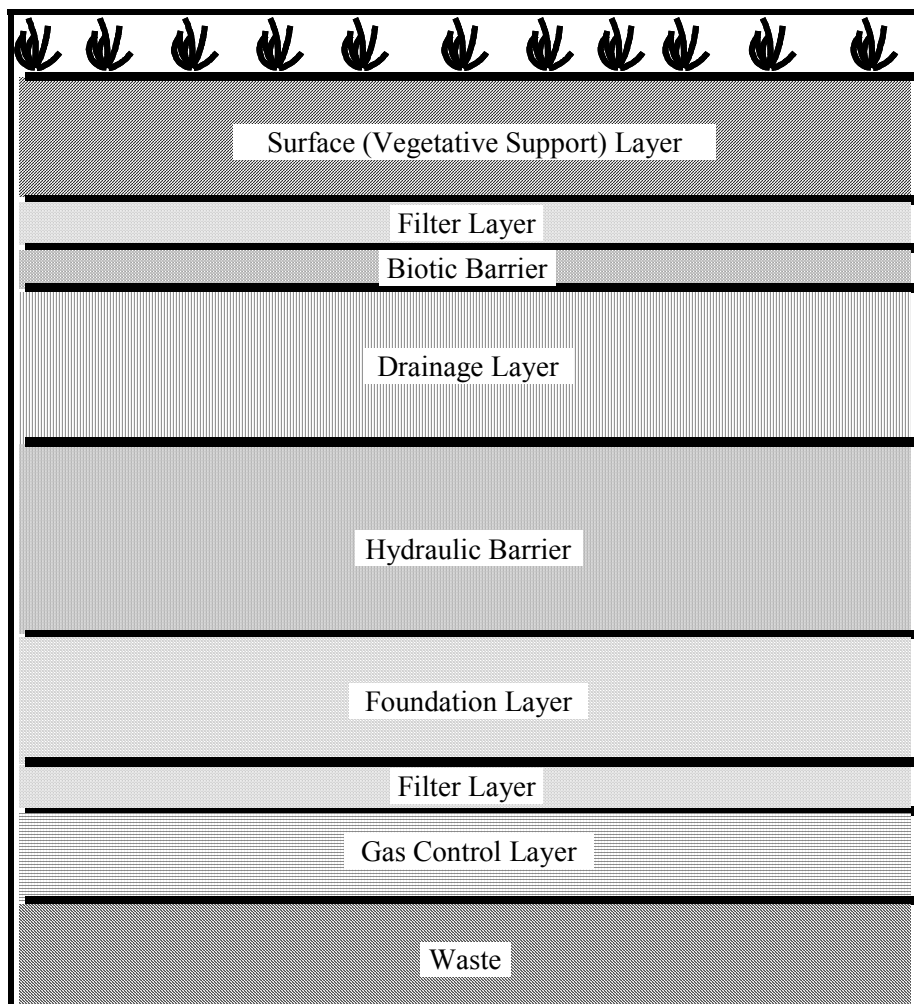 Surface (Vegetative Support) Layer
Filter Layer
Biotic Barrier
Drainage Layer
Hydraulic Barrier
Foundation Layer
Filter Layer
Gas Control Layer
Waste